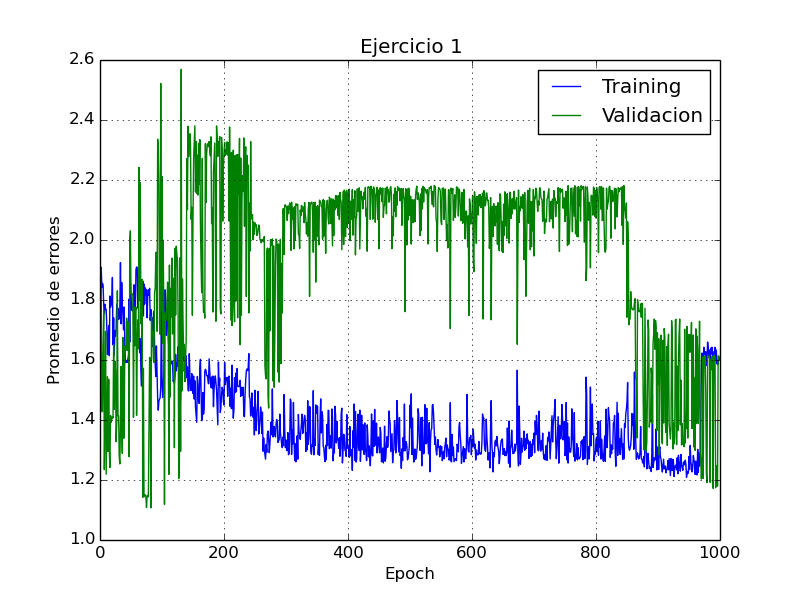 Ejercicio 1
Training
Validacion
Promedio de errores
2.6
2.4
2.2
2.0
1.8
1.6
1.4
1.2
1.0
0 200 400 600 800 1000
Epoch